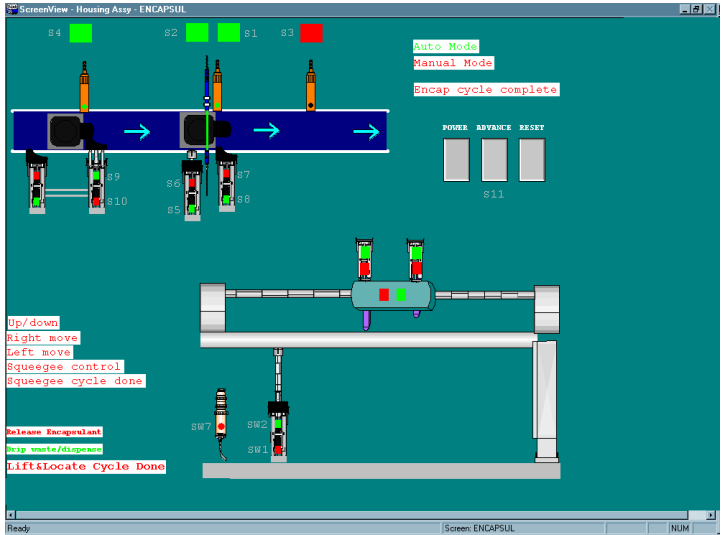 ScreenView - Housing Assy - ENCAPSUL
S4 S2 S1 S3
Auto Mode
Manual Mode
Encap cycle complete
POWER ADVANCE RESET
S11
S9
S10
S6
S5
S7
S8
Up/down
Right move
Left move
Squeegee control
Squeegee cycle done
SW7
SW2
SW1
Release Encapsulant
Drip waste/dispense
Lift&Locate Cycle Done
Ready
Screen: ENCAPSUL
NUM